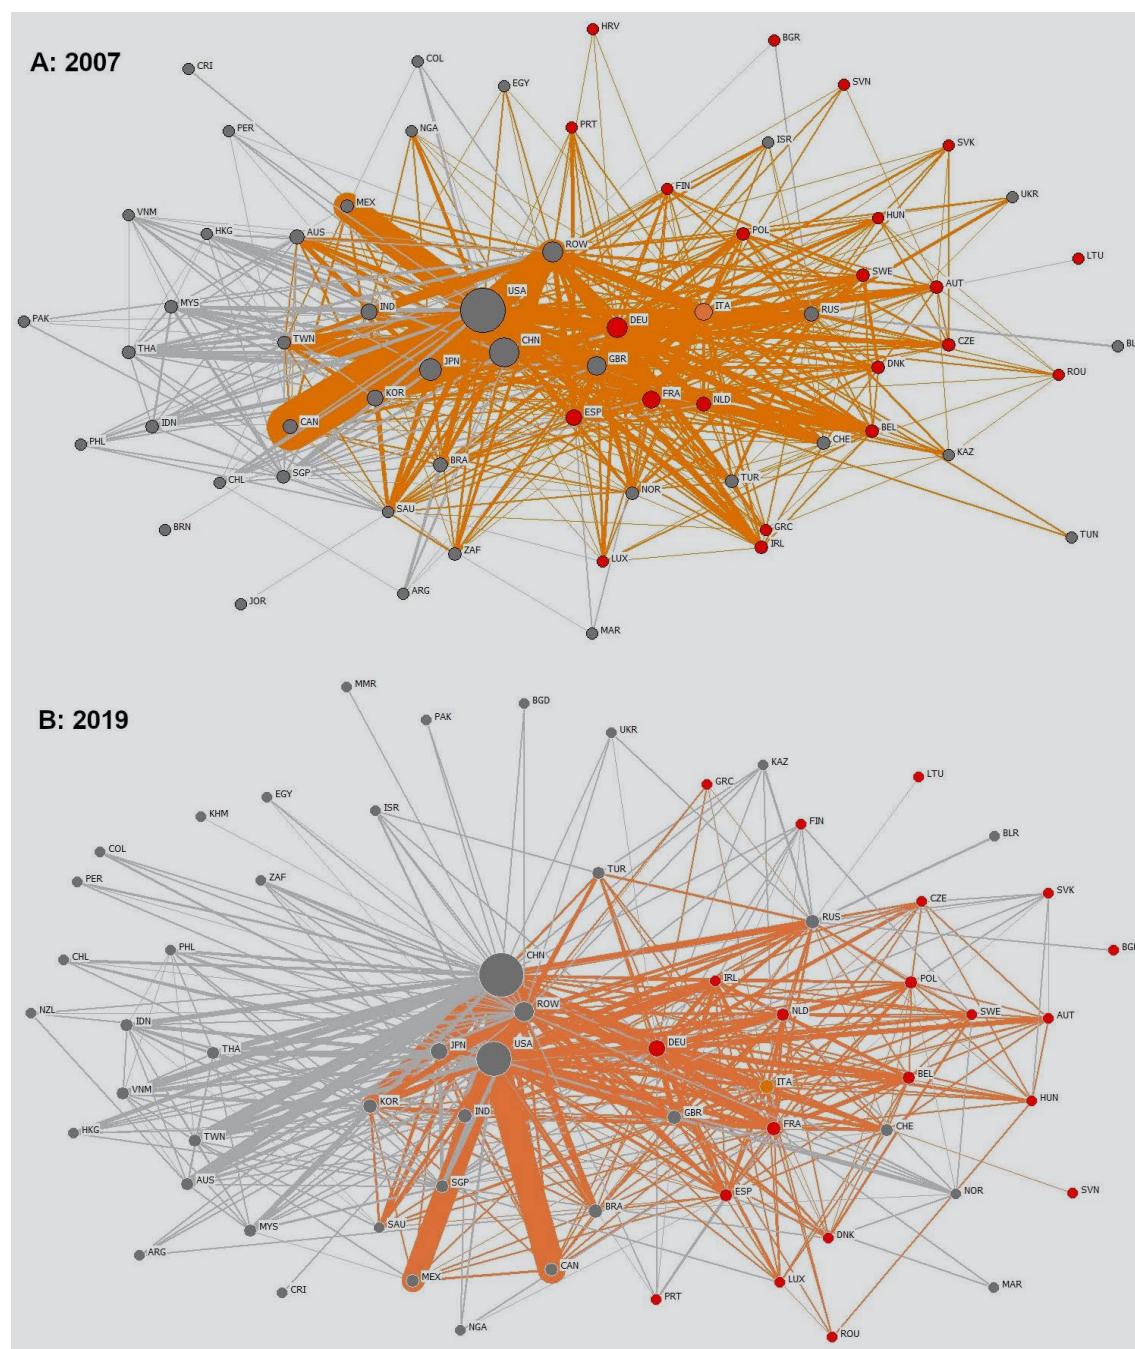 A: 2007
HRV
BGR
COL
CRI
EGY
SVN
PRT
NGA
PER
ISR
SVK
FIN
UKR
MEX
VNM
HUN
HKG
AUS
POL
ROW
LTU
SWE
AUT
USA
MYS
IND
ITA
RUS
PAK
DEU
TWN
CHN
CZE
BL
THA
GBR
JPN
DNK
ROU
KOR
FRA
NLD
ESP
CAN
IDN
BEL
PHL
CHE
KAZ
BRA
CHL
SGP
TUR
NOR
SAU
BRN
GRC
TUN
IRL
ZAF
LUX
ARG
JOR
MAR
B: 2019
MMR
PAK
BGD
UKR
KAZ
GRC
LTU
EGY
ISR
KHM
FIN
BLR
COL
TUR
PER
ZAF
SVK
CZE
RUS
PHL
CHL
CHN
IRL
POL
NZL
ROW
NLD
SWE
AUT
IDN
THA
JPN
USA
DEU
BEL
VNM
ITA
HUN
KOR
IND
GBR
FRA
CHE
HKG
TWN
AUS
SGP
ESP
NOR
SVN
BRA
MYS
SAU
DNK
ARG
MEX
CAN
LUX
MAR
CRI
PRT
NGA
ROU